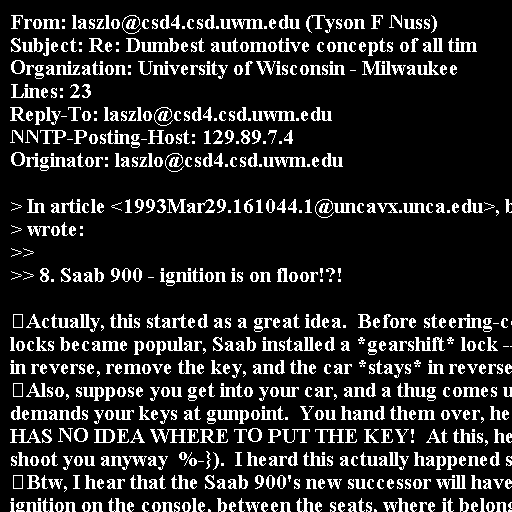 From: laszlo@csd4.csd.uwm.edu (Tyson F Nuss)
Subject: Re: Dumbest automotive concepts of all tim
Organization: University of Wisconsin - Milwaukee
Lines: 23
Reply-To: laszlo@csd4.csd.uwm.edu
NNTP-Posting-Host: 129.89.7.4
Originator: laszlo@csd4.csd.uwm.edu

> In article <1993Mar29.161044.1@uncavx.unca.edu>, b
> wrote:
>>
>> 8. Saab 900 - ignition is on floor!?!

Actually, this started as a great idea.  Before steering-c
locks became popular, Saab installed a *gearshift* lock --
in reverse, remove the key, and the car *stays* in reverse
Also, suppose you get into your car, and a thug comes u
demands your keys at gunpoint.  You hand them over, he
HAS NO IDEA WHERE TO PUT THE KEY!  At this, he
shoot you anyway  %-}).  I heard this actually happened s
Btw, I hear that the Saab 900's new successor will have
ignition on the console, between the seats, where it belong